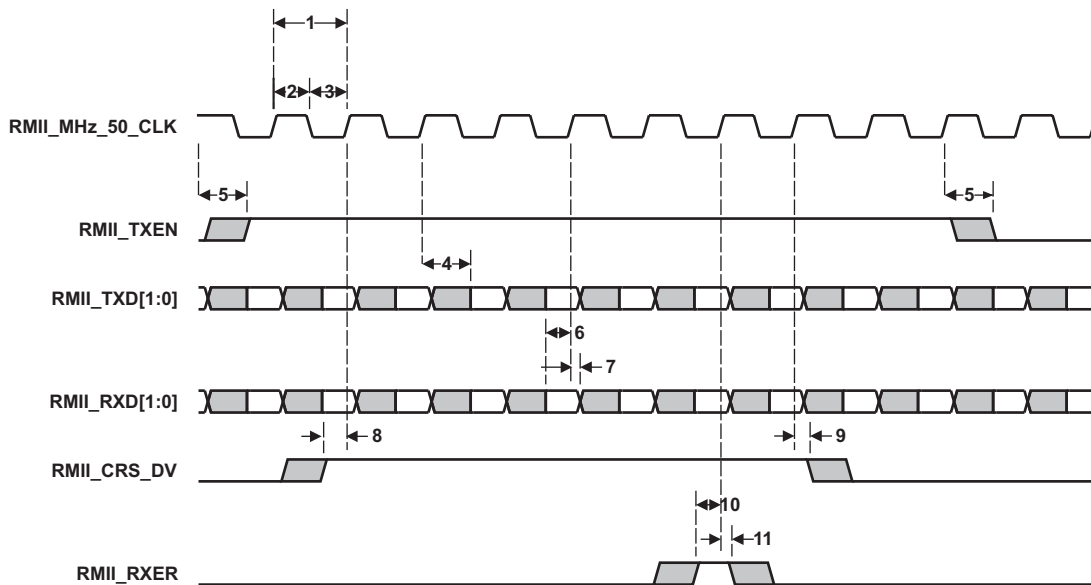 1
2 3
RMII_MHz_50_CLK
5 5
RMII_TXEN
4
RMII_TXD[1:0]
6
7
RMII_RXD[1:0]
8 9
RMII_CRS_DV
10
11
RMII_RXER